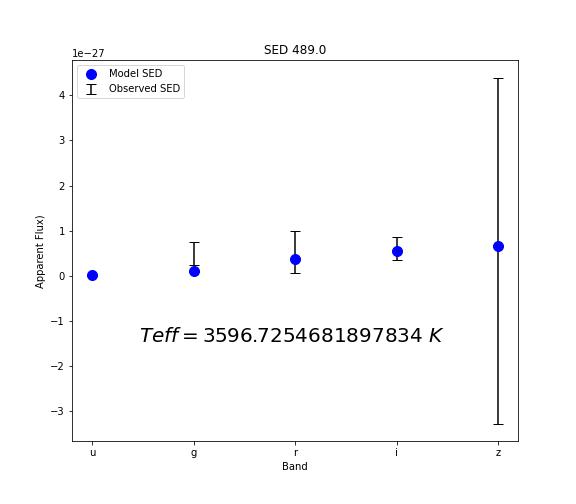 SED 489.0
1e−27
Model SED
Observed SED
4
3
2
1
0
−1
−2
−3
Apparent Flux)
Teff = 3596.7254681897834 K
u g r i z
Band